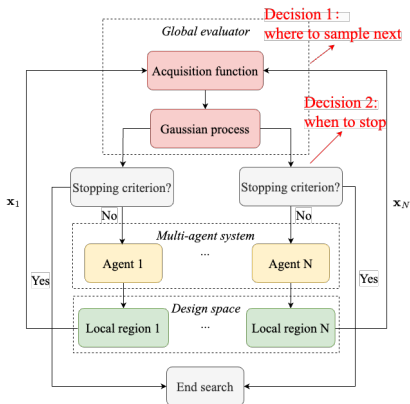 Global evaluator
Decision 1:
where to sample next
Acquisition function
Decision 2:
when to stop
Gaussian process
Stopping criterion?
Stopping criterion?
x₁
x_N
No
No
Multi-agent system
...
Yes
Yes
Agent 1
Agent N
Design space
...
Local region 1
Local region N
End search